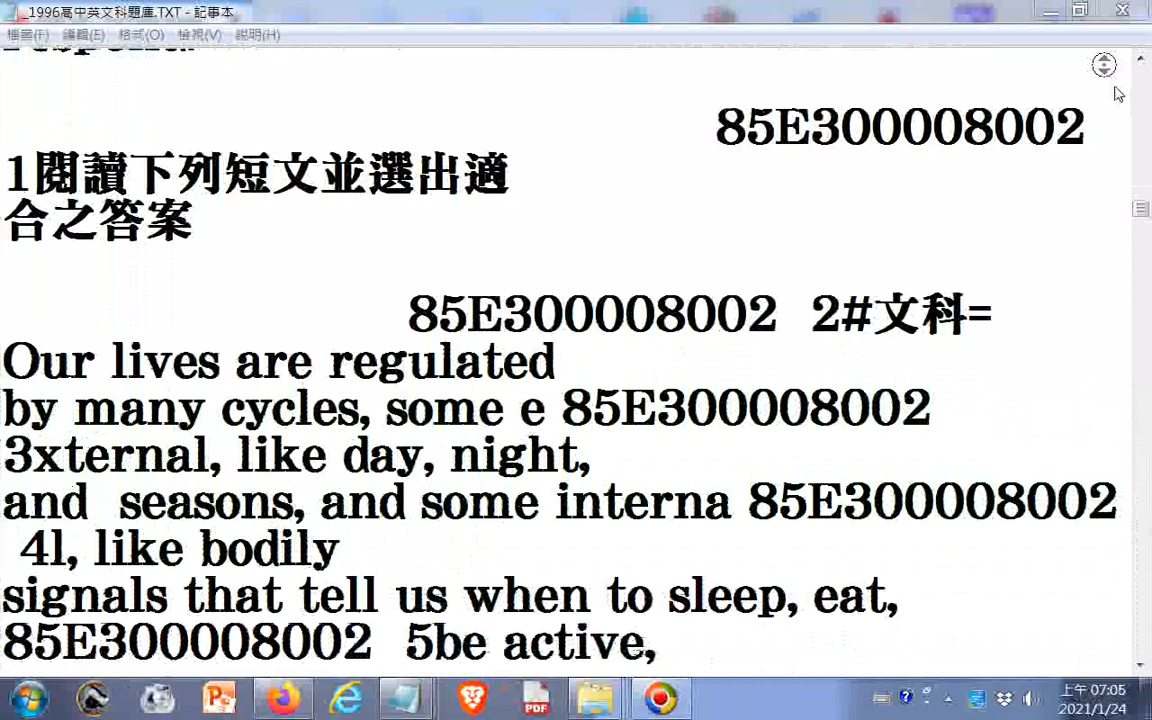 _1996高中英文科題庫.TXT - 記事本
檔案(F) 編輯(E) 格式(O) 檢視(V) 說明(H)
85E300008002
1閱讀下列短文並選出適
合之答案
85E300008002 2#文科=
Our lives are regulated
by many cycles, some e 85E300008002
3xternal, like day, night,
and  seasons, and some interna 85E300008002
4l, like bodily
signals that tell us when to sleep, eat,
85E300008002 5be active,
PDF
上午 07:05
2021/1/24